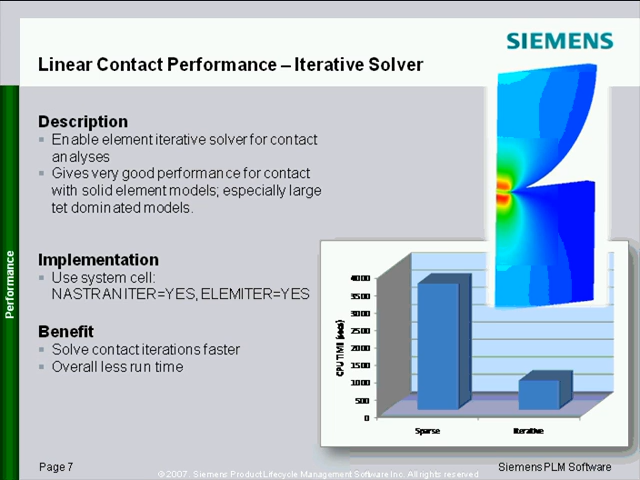 SIEMENS
Linear Contact Performance – Iterative Solver
Description
Enable element iterative solver for contact
analyses
Gives very good performance for contact
with solid element models; especially large
tet dominated models.
Implementation
Use system cell:
NASTRAN ITER=YES, ELEMITER=YES
Benefit
Solve contact iterations faster
Overall less run time
Performance
CPU TIME (secs)
4000
3500
3000
2500
2000
1500
1000
500
0
Sparse
Iterative
Page 7
© 2007. Siemens Product Lifecycle Management Software Inc. All rights reserved
Siemens PLM Software